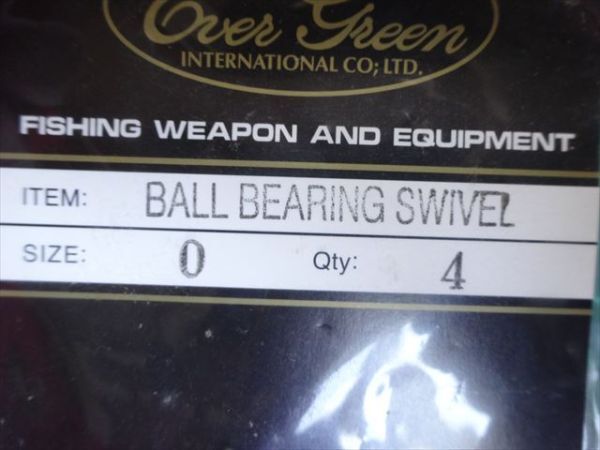 Ever Green
INTERNATIONAL CO; LTD.
FISHING WEAPON AND EQUIPMENT
ITEM: BALL BEARING SWIVEL
SIZE: 0 Qty: 4